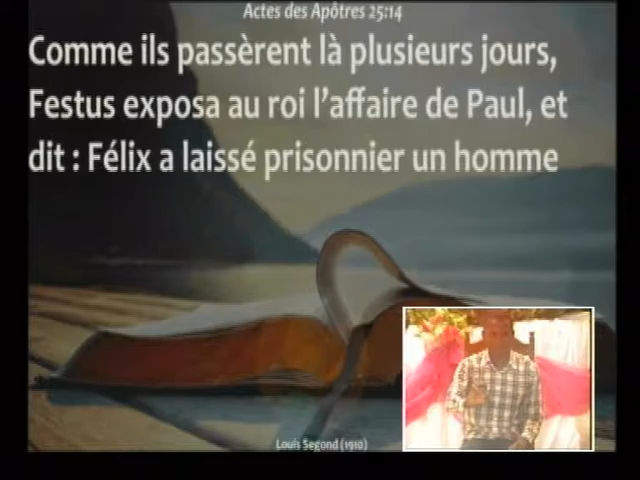 Actes des Apôtres 25:14
Comme ils passèrent là plusieurs jours,
Festus exposa au roi l'affaire de Paul, et
dit : Félix a laissé prisonnier un homme
Louis Segond (1910)